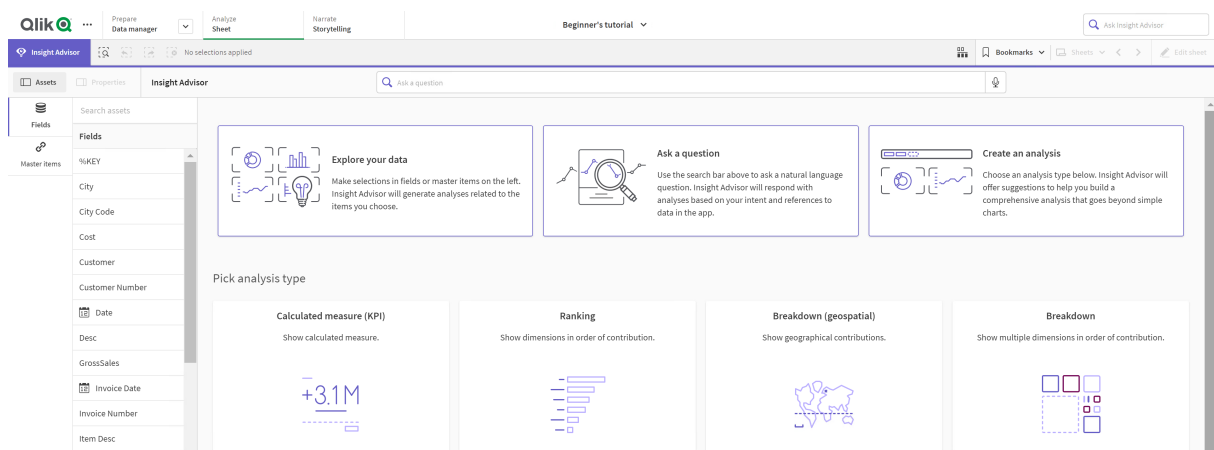 Qlik
Prepare
Data manager
Analyze
Sheet
Narrate
Storytelling
Beginner's tutorial
Ask Insight Advisor
Insight Advisor
No selections applied
Bookmarks
Sheets
Edit sheet
Assets
Properties
Insight Advisor
Ask a question
Fields
Master items
Search assets
Fields
%KEY
City
City Code
Cost
Customer
Customer Number
Date
Desc
GrossSales
Invoice Date
Invoice Number
Item Desc
Explore your data
Make selections in fields or master items on the left.
Insight Advisor will generate analyses related to the
items you choose.
Ask a question
Use the search bar above to ask a natural language
question. Insight Advisor will respond with
analyses based on your intent and references to
data in the app.
Create an analysis
Choose an analysis type below. Insight Advisor will
offer suggestions to help you build a
comprehensive analysis that goes beyond simple
charts.
Pick analysis type
Calculated measure (KPI)
Show calculated measure.
+3.1M
Ranking
Show dimensions in order of contribution.
Breakdown (geospatial)
Show geographical contributions.
Breakdown
Show multiple dimensions in order of contribution.